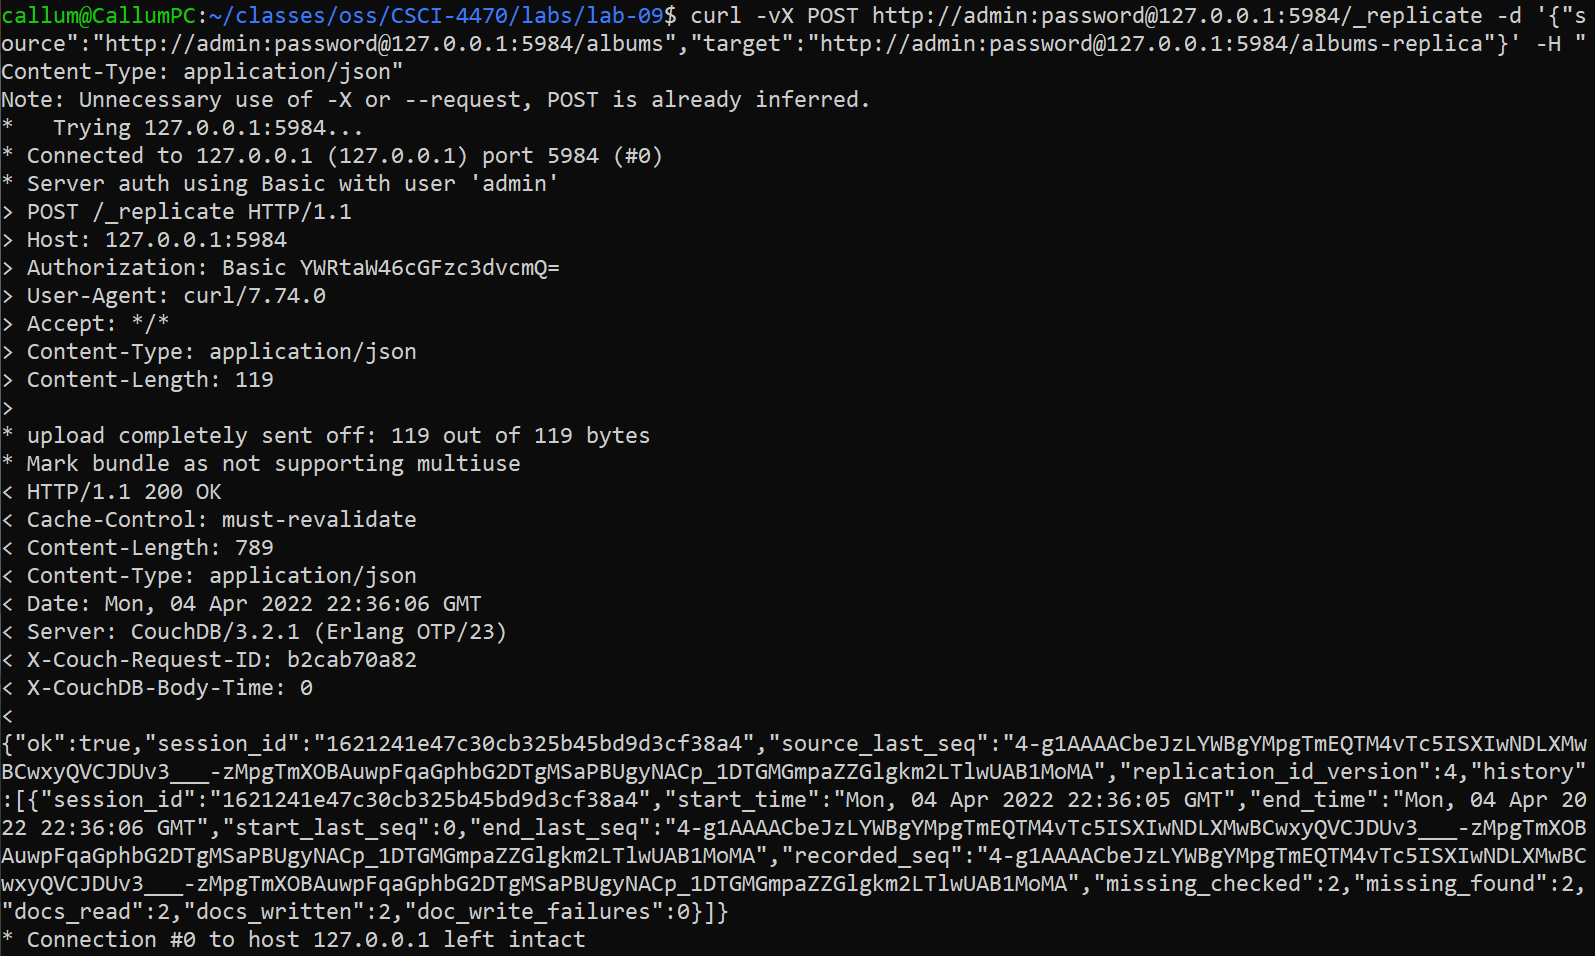 callum@CallumPC:~/classes/oss/CSCI-4470/labs/lab-09$ curl -vX POST http://admin:password@127.0.0.1:5984/_replicate -d '{"s
ource":"http://admin:password@127.0.0.1:5984/albums","target":"http://admin:password@127.0.0.1:5984/albums-replica"}' -H "
Content-Type: application/json"
Note: Unnecessary use of -X or --request, POST is already inferred.
*   Trying 127.0.0.1:5984...
* Connected to 127.0.0.1 (127.0.0.1) port 5984 (#0)
* Server auth using Basic with user 'admin'
> POST /_replicate HTTP/1.1
> Host: 127.0.0.1:5984
> Authorization: Basic YWRtaW46cGFzc3dvcmQ=
> User-Agent: curl/7.74.0
> Accept: */*
> Content-Type: application/json
> Content-Length: 119
>
* upload completely sent off: 119 out of 119 bytes
* Mark bundle as not supporting multiuse
< HTTP/1.1 200 OK
< Cache-Control: must-revalidate
< Content-Length: 789
< Content-Type: application/json
< Date: Mon, 04 Apr 2022 22:36:06 GMT
< Server: CouchDB/3.2.1 (Erlang OTP/23)
< X-Couch-Request-ID: b2cab70a82
< X-CouchDB-Body-Time: 0
<
{"ok":true,"session_id":"1621241e47c30cb325b45bd9d3cf38a4","source_last_seq":"4-g1AAAACbeJzLYWBgYMpgTmEQTM4vTc5ISXIwNDLXMw
BCwxyQVCJDUv3___-zMpgTmXOBAuwpFqaGphbG2DTgMSaPBUgyNACp_1DTGMGmpaZZGlgkm2LTlwUAB1MoMA","replication_id_version":4,"history"
:[{"session_id":"1621241e47c30cb325b45bd9d3cf38a4","start_time":"Mon, 04 Apr 2022 22:36:05 GMT","end_time":"Mon, 04 Apr 20
22 22:36:06 GMT","start_last_seq":0,"end_last_seq":"4-g1AAAACbeJzLYWBgYMpgTmEQTM4vTc5ISXIwNDLXMwBCwxyQVCJDUv3___-zMpgTmXOB
AuwpFqaGphbG2DTgMSaPBUgyNACp_1DTGMGmpaZZGlgkm2LTlwUAB1MoMA","recorded_seq":"4-g1AAAACbeJzLYWBgYMpgTmEQTM4vTc5ISXIwNDLXMwBC
wxyQVCJDUv3___-zMpgTmXOBAuwpFqaGphbG2DTgMSaPBUgyNACp_1DTGMGmpaZZGlgkm2LTlwUAB1MoMA","missing_checked":2,"missing_found":2,
"docs_read":2,"docs_written":2,"doc_write_failures":0}]}
* Connection #0 to host 127.0.0.1 left intact